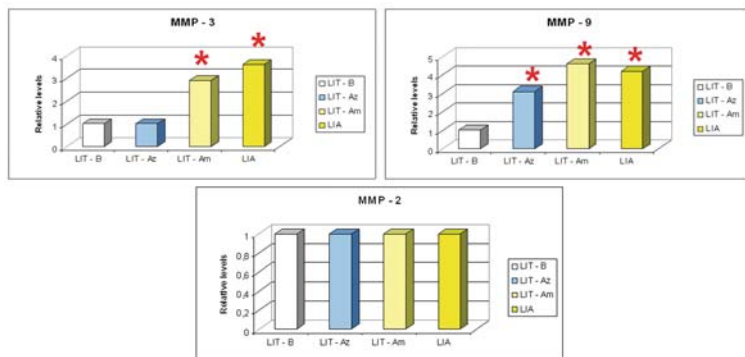 MMP - 3
*
*
Relative levels
4
3
2
1
0
LIT - B
LIT - Az
LIT - Am
LIA
LIT - B
LIT - Az
LIT - Am
LIA
MMP - 9
*
*
*
Relative levels
5
4
3
2
1
0
LIT - B
LIT - Az
LIT - Am
LIA
LIT - B
LIT - Az
LIT - Am
LIA
MMP - 2
Relative levels
1
0,8
0,6
0,4
0,2
0
LIT - B
LIT - Az
LIT - Am
LIA
LIT - B
LIT - Az
LIT - Am
LIA